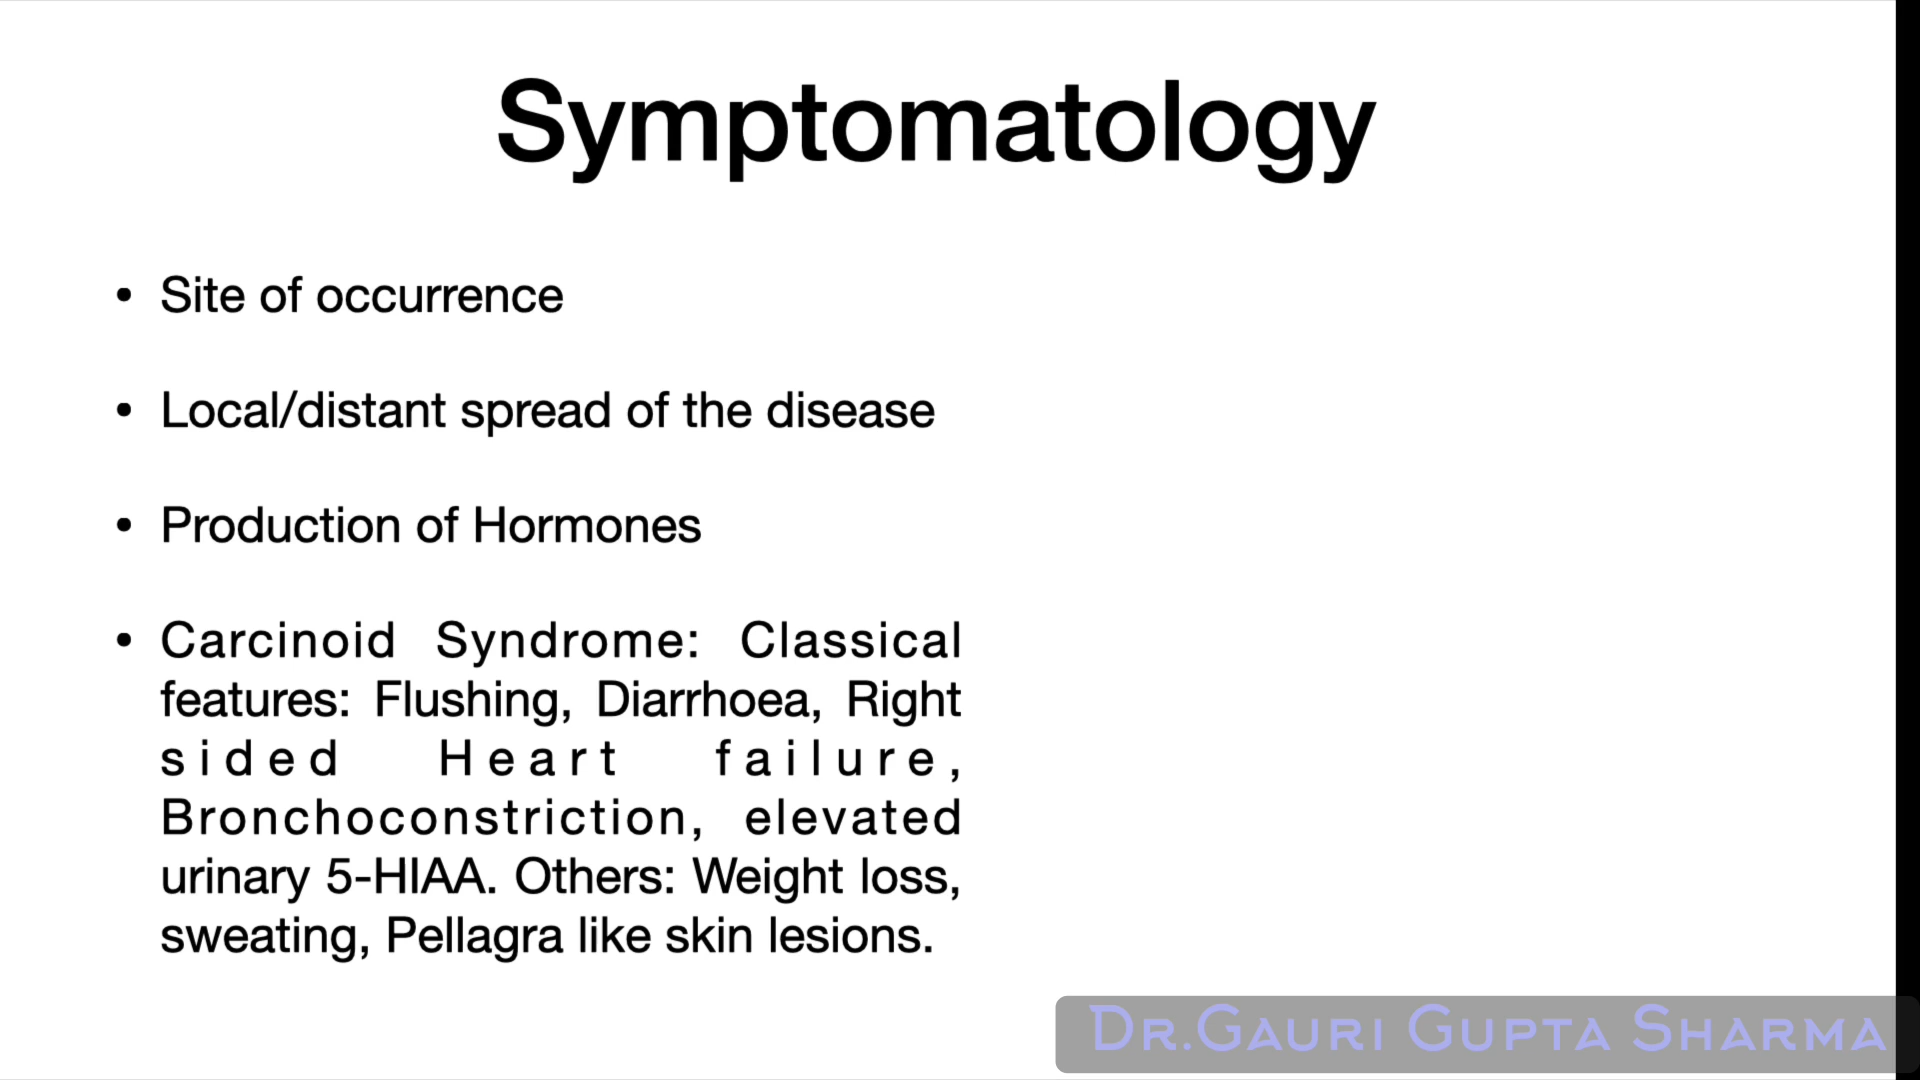 Symptomatology
• Site of occurrence
• Local/distant spread of the disease
• Production of Hormones
• Carcinoid Syndrome: Classical
features: Flushing, Diarrhoea, Right
sided Heart failure,
Bronchoconstriction, elevated
urinary 5-HIAA. Others: Weight loss,
sweating, Pellagra like skin lesions.
Dr.Gauri Gupta Sharma